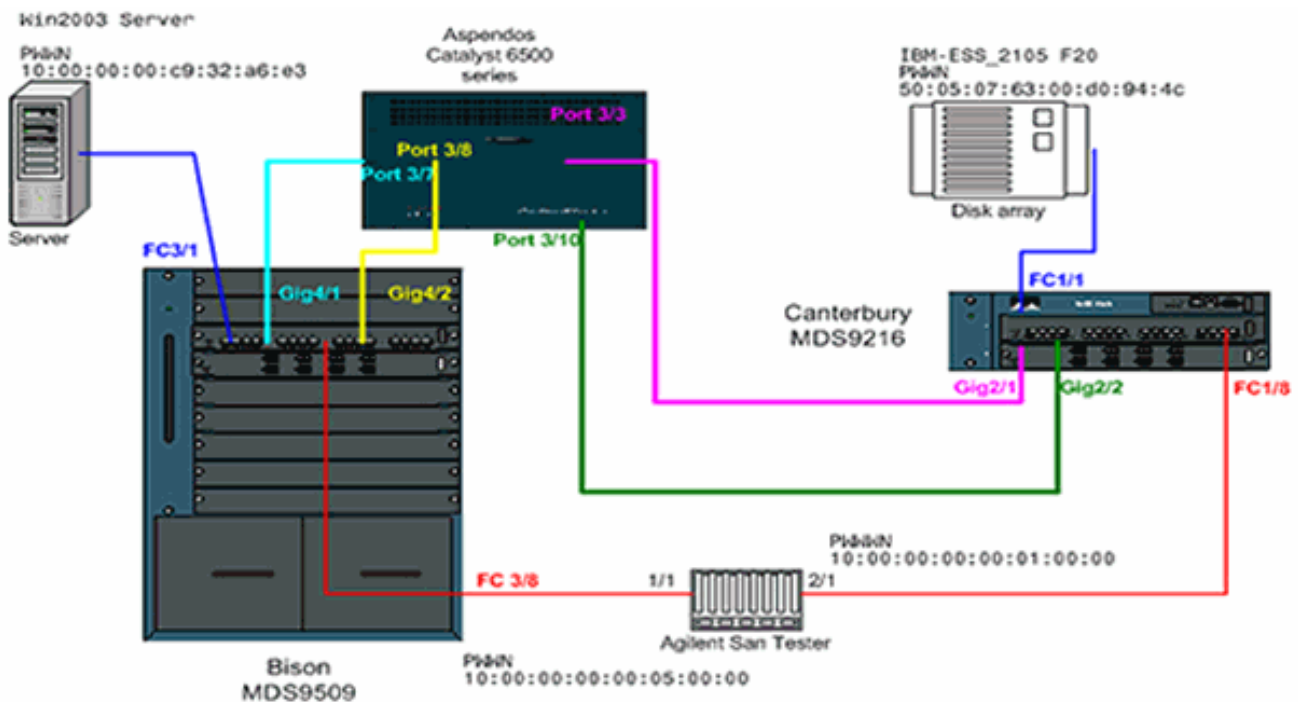 Win2003 Server
PWWN
10:00:00:00:c9:32:a6:e3
Server
Aspendos
Catalyst 6500
series
Port 3/3
Port 3/8
Port 3/7
Port 3/10
IBM-ESS_2105 F20
PWWN
50:05:07:63:00:d0:94:4c
Disk array
FC3/1
Gig4/1
Gig4/2
FC1/1
Canterbury
MDS9216
Gig2/1
Gig2/2
FC1/8
PWWN
10:00:00:00:00:01:00:00
FC 3/8
1/1
2/1
Agilent San Tester
Bison
MDS9509
PWWN
10:00:00:00:00:05:00:00